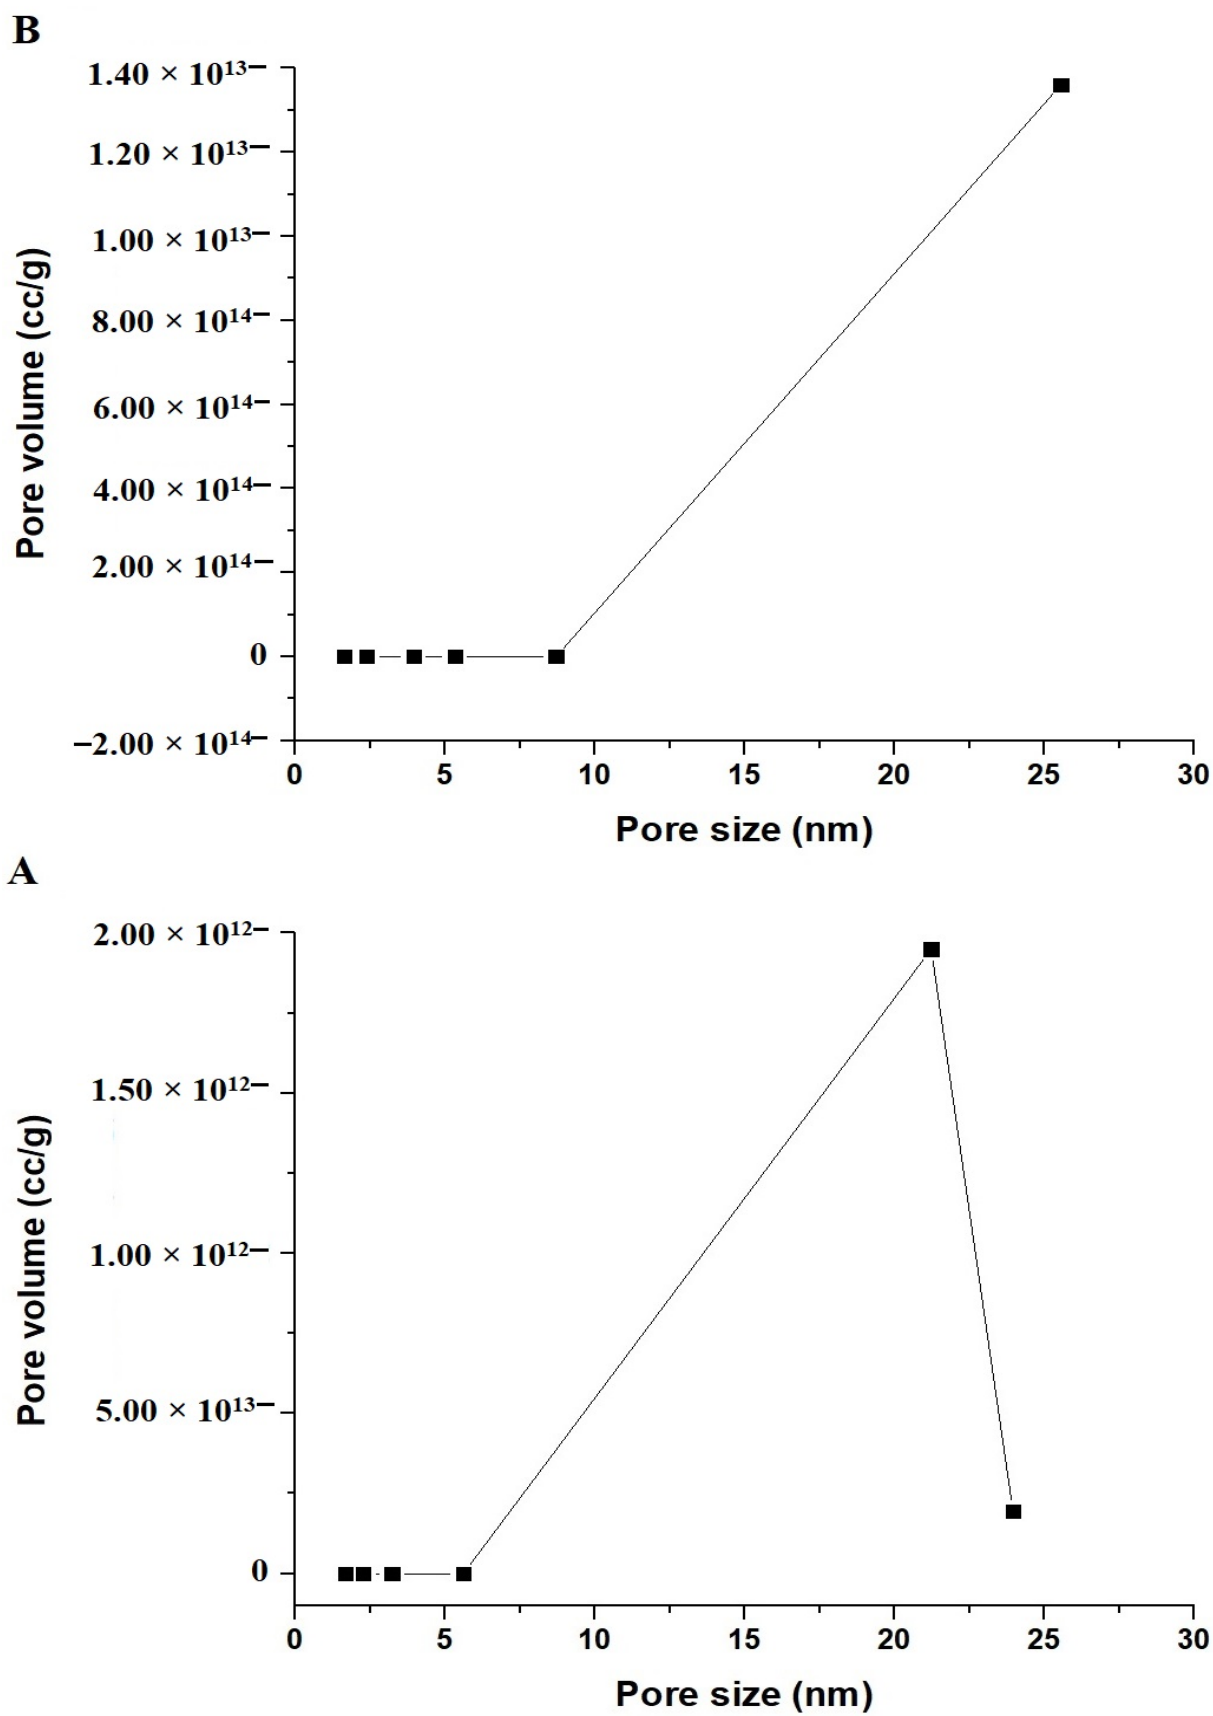 B
1.40 × 10¹³⁻
1.20 × 10¹³⁻
1.00 × 10¹³⁻
8.00 × 10¹⁴⁻
6.00 × 10¹⁴⁻
4.00 × 10¹⁴⁻
2.00 × 10¹⁴⁻
0
−2.00 × 10¹⁴⁻
Pore volume (cc/g)
0 5 10 15 20 25 30
Pore size (nm)
A
2.00 × 10¹²⁻
1.50 × 10¹²⁻
1.00 × 10¹²⁻
5.00 × 10¹³⁻
0
Pore volume (cc/g)
0 5 10 15 20 25 30
Pore size (nm)